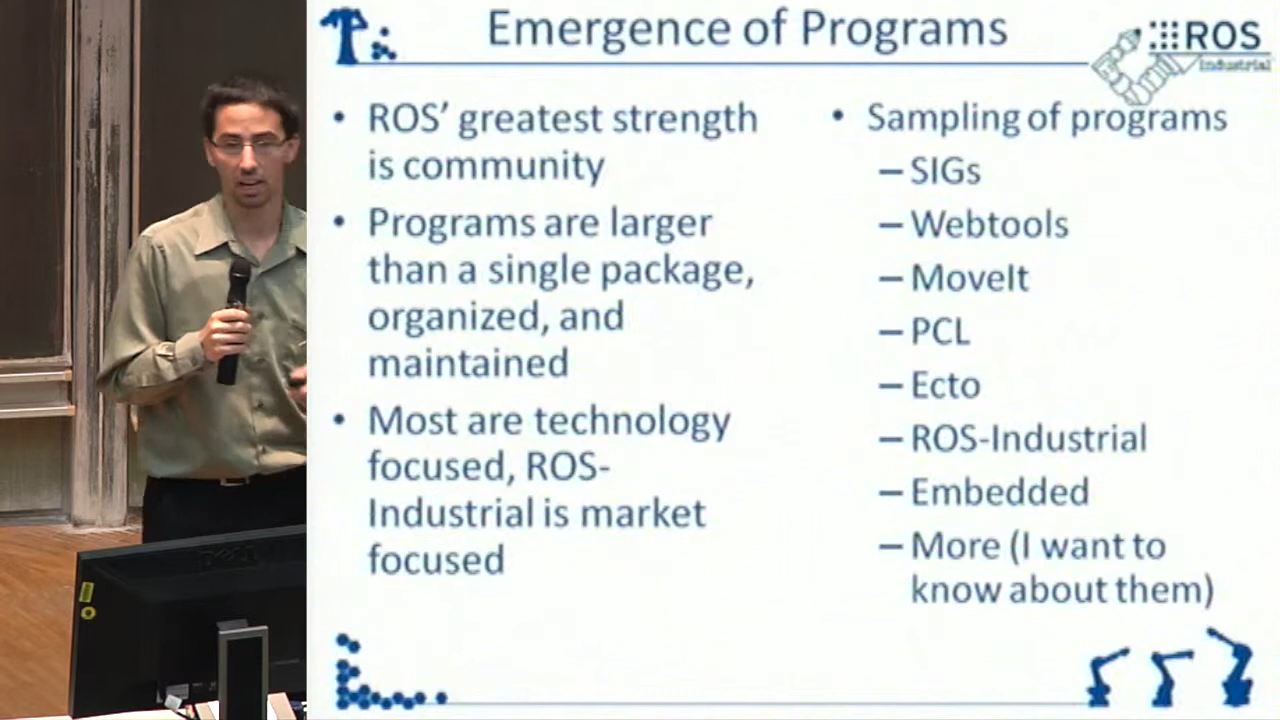 Emergence of Programs
ROS
Industrial
• ROS' greatest strength
is community
• Programs are larger
than a single package,
organized, and
maintained
• Most are technology
focused, ROS-
Industrial is market
focused
• Sampling of programs
– SIGs
– Webtools
– MoveIt
– PCL
– Ecto
– ROS-Industrial
– Embedded
– More (I want to
know about them)
DELL